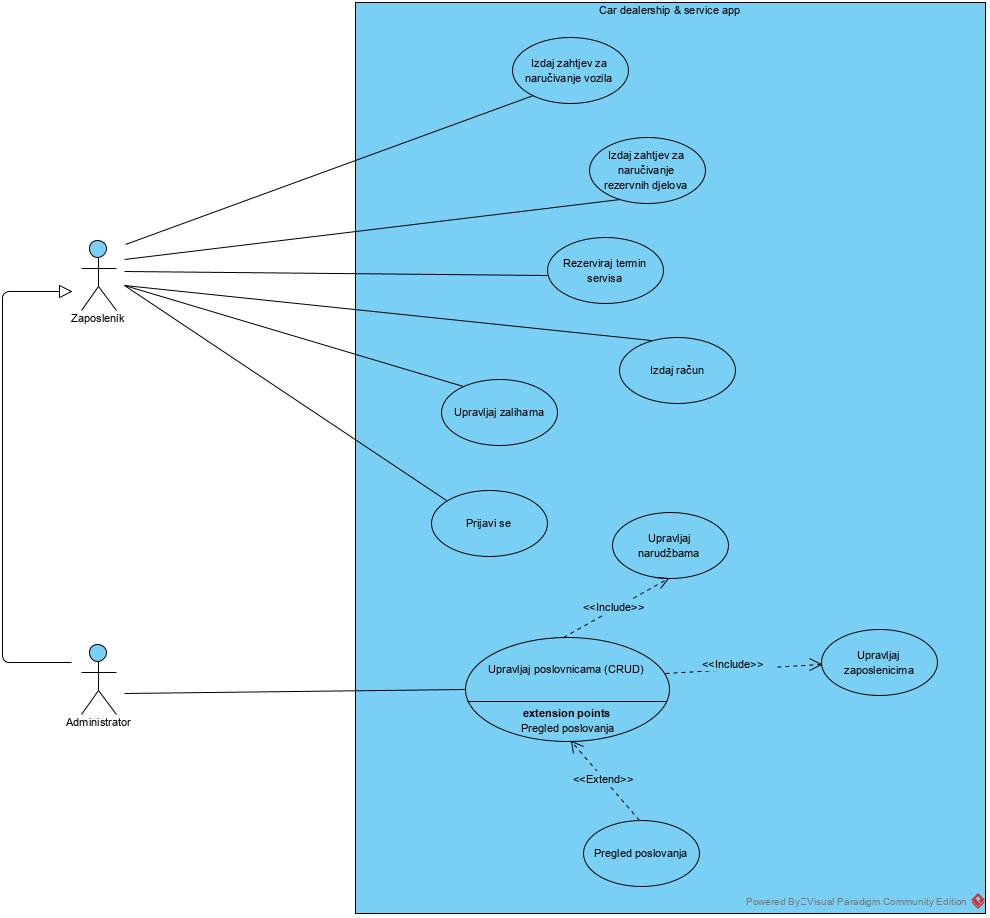 Car dealership & service app
Izdaj zahtjev za
naručivanje vozila
Izdaj zahtjev za
naručivanje
rezervnih djelova
Rezerviraj termin
servisa
Zaposlenik
Izdaj račun
Upravljaj zalihama
Prijavi se
Upravljaj
narudžbama
<<Include>>
Upravljaj poslovnicama (CRUD)
<<Include>>
Upravljaj
zaposlenicima
extension points
Pregled poslovanja
Administrator
<<Extend>>
Pregled poslovanja
Powered By Visual Paradigm Community Edition